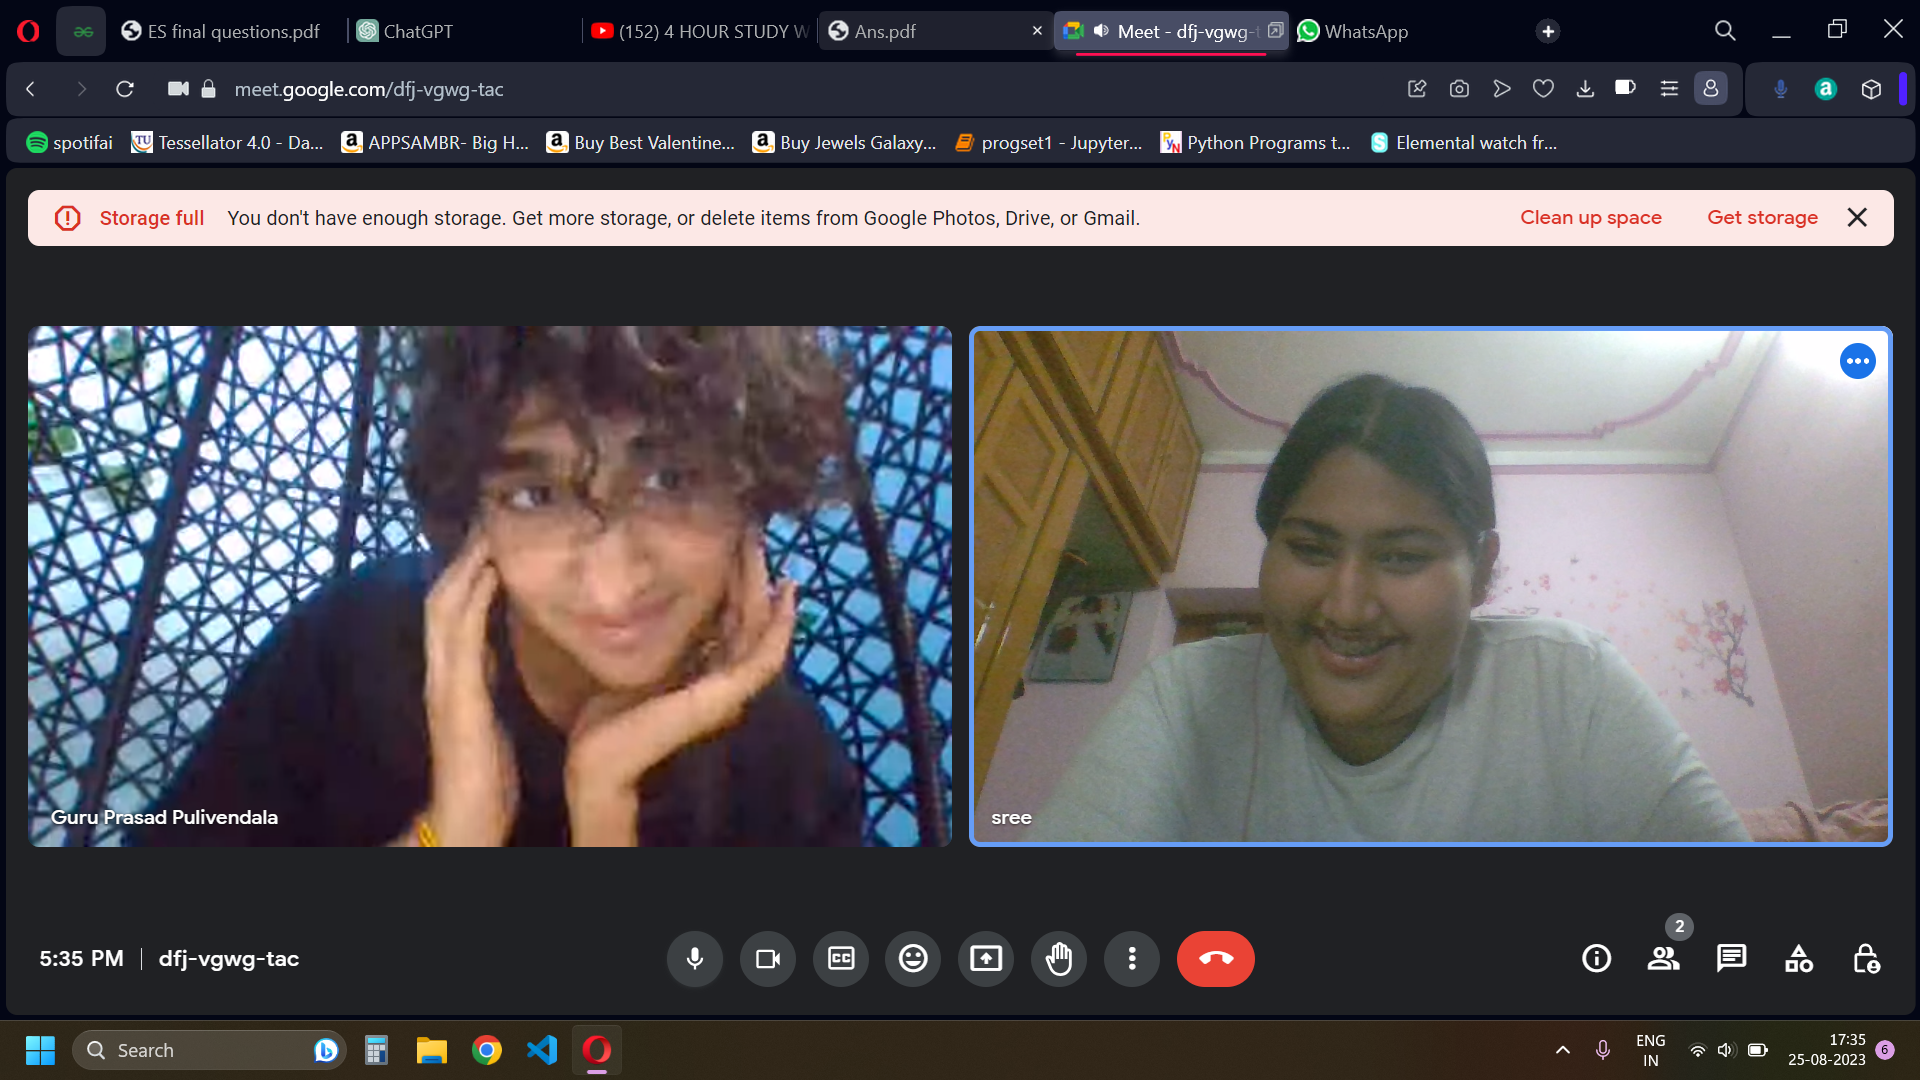 ES final questions.pdf
ChatGPT
(152) 4 HOUR STUDY W
Ans.pdf
Meet - dfj-vgwg-
WhatsApp
meet.google.com/dfj-vgwg-tac
spotifai
Tessellator 4.0 - Da...
APPSAMBR- Big H...
Buy Best Valentine...
Buy Jewels Galaxy...
progset1 - Jupyter...
Python Programs t...
Elemental watch fr...
Storage full You don't have enough storage. Get more storage, or delete items from Google Photos, Drive, or Gmail. Clean up space Get storage
Guru Prasad Pulivendala
sree
2
5:35 PM | dfj-vgwg-tac
Search
ENG
IN
17:35
25-08-2023
6